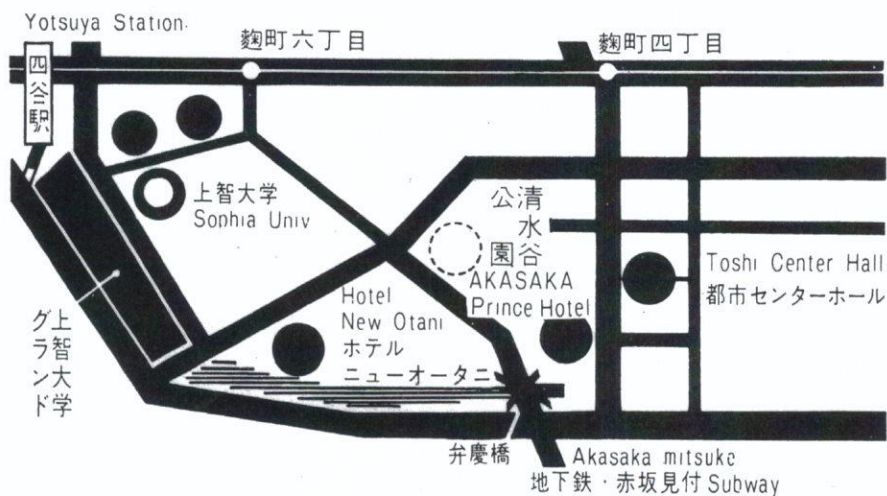 Yotsuya Station
麹町六丁目
麹町四丁目
四谷駅
上智大学
Sophia Univ
清水谷
公園
AKASAKA
Prince Hotel
Toshi Center Hall
都市センターホール
Hotel
New Otani
ホテル
ニューオータニ
上智大学
グランド
弁慶橋
Akasaka mitsuke
地下鉄・赤坂見付 Subway